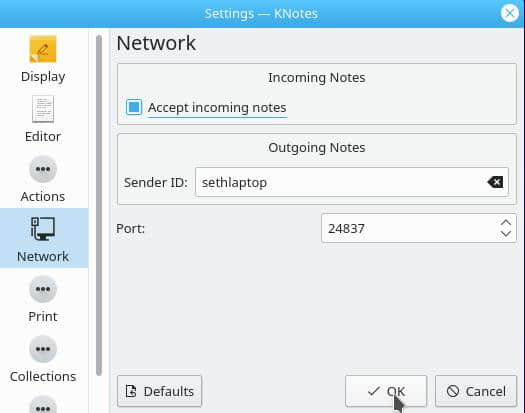 Settings — KNotes
Display
Editor
Actions
Network
Print
Collections
Network
Incoming Notes
Accept incoming notes
Outgoing Notes
Sender ID: sethlaptop
Port: 24837
Defaults OK Cancel